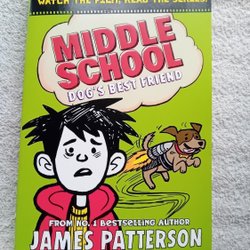 WATCH THE FILM, READ THE SERIES!
MIDDLE
SCHOOL
DOG'S BEST FRIEND
FROM NO. 1 BESTSELLING AUTHOR
JAMES PATTERSON